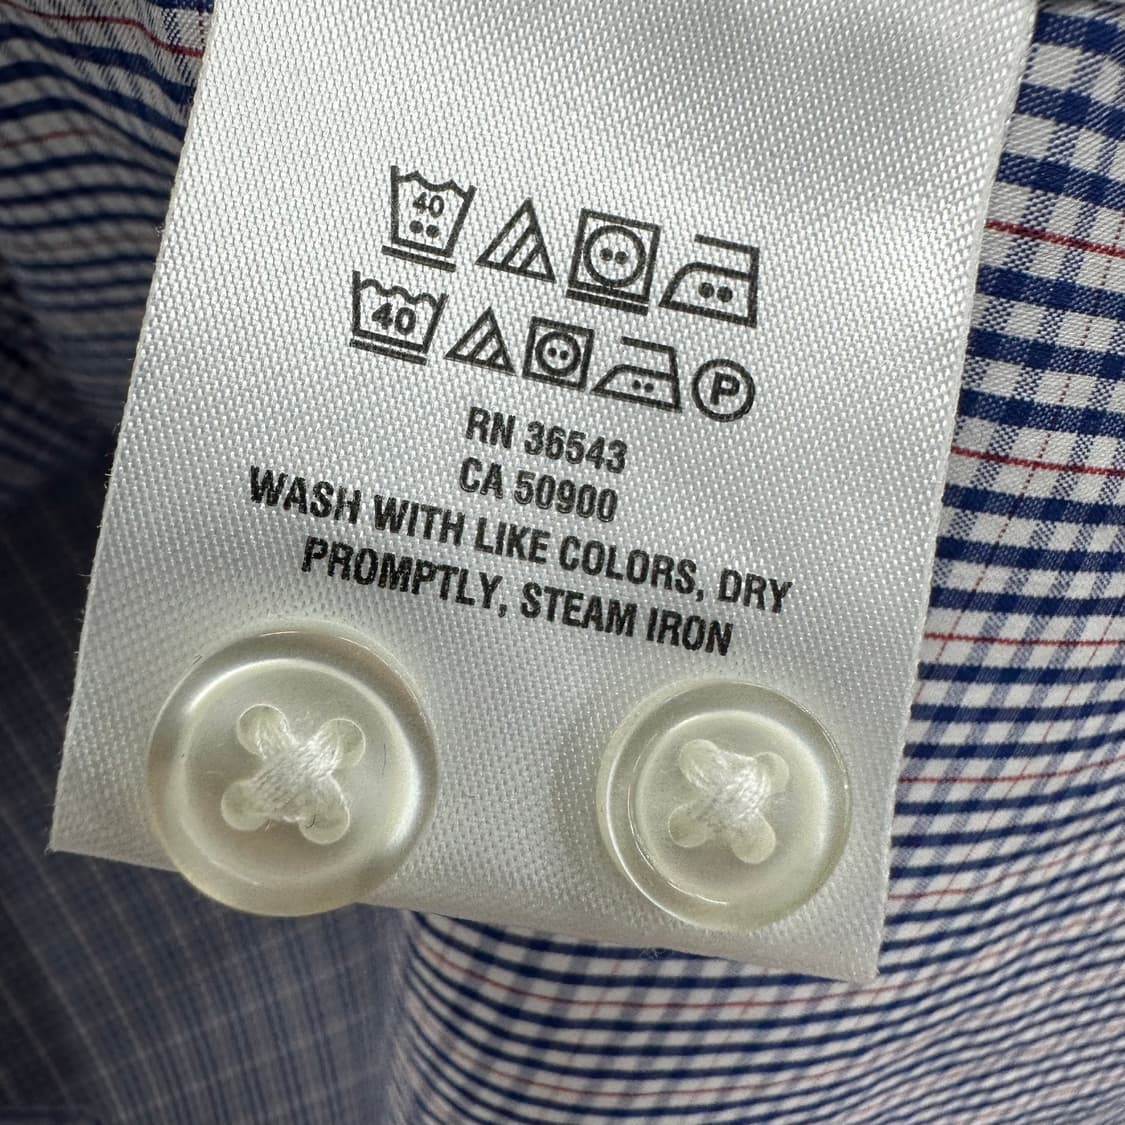 40
40 P
RN 36543
CA 50900
WASH WITH LIKE COLORS, DRY
PROMPTLY, STEAM IRON